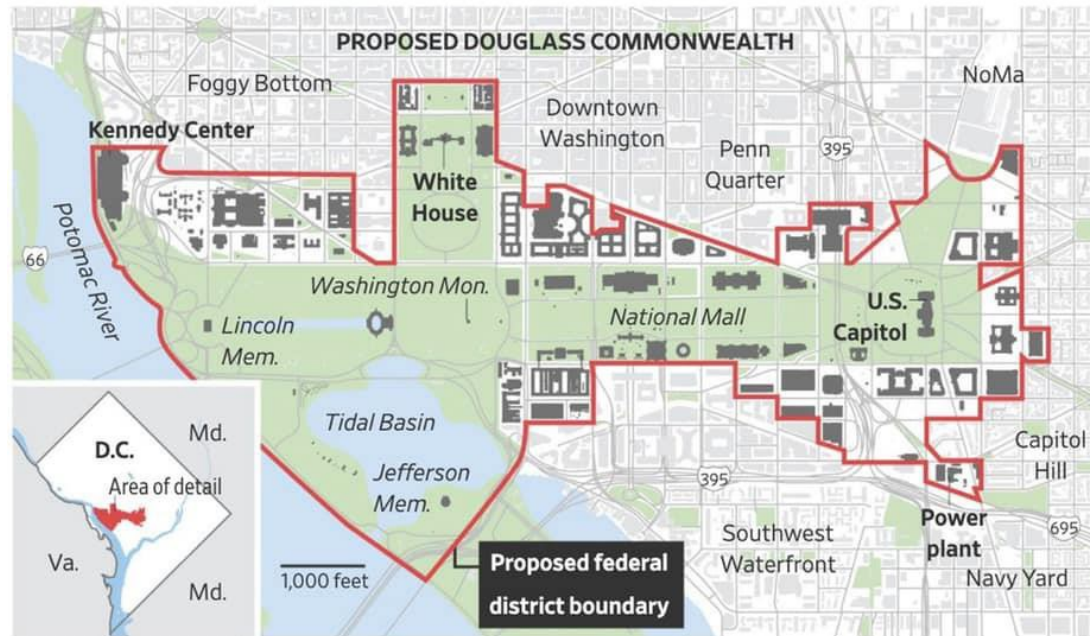 PROPOSED DOUGLASS COMMONWEALTH
Foggy Bottom
NoMa
Downtown
Washington
Kennedy Center
395
Penn
Quarter
White
House
Potomac River
66
Washington Mon.
National Mall
U.S.
Capitol
Lincoln
Mem.
Tidal Basin
Jefferson
Mem.
395
Capitol
Hill
Southwest
Waterfront
Power
plant
695
Navy Yard
Proposed federal
district boundary
1,000 feet
Md.
D.C.
Area of detail
Va.
Md.